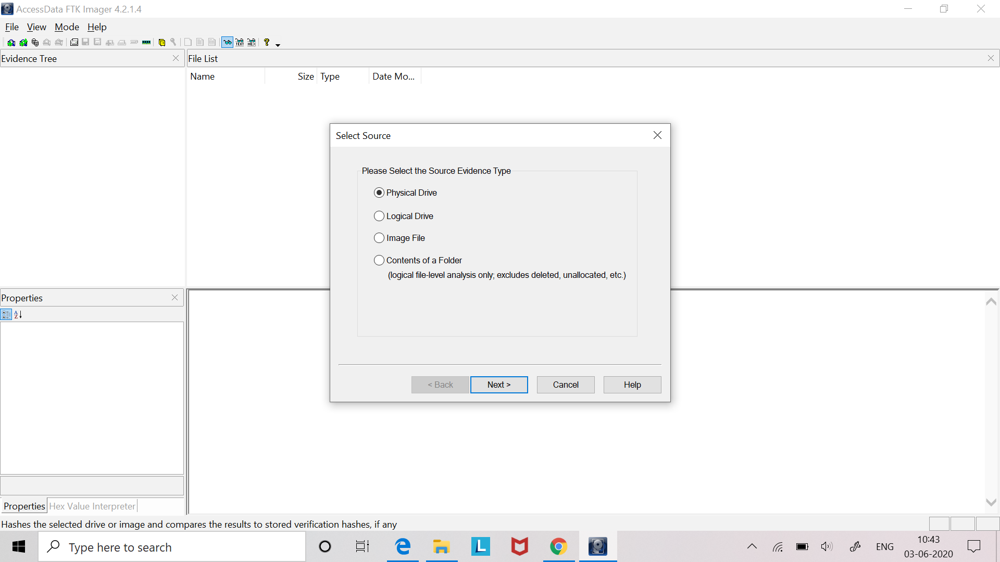 AccessData FTK Imager 4.2.1.4
File View Mode Help
TEXT HEX
Evidence Tree
File List
Name Size Type Date Mo...
Select Source
Please Select the Source Evidence Type
Physical Drive
Logical Drive
Image File
Contents of a Folder
(logical file-level analysis only; excludes deleted, unallocated, etc.)
< Back Next > Cancel Help
Properties
Properties Hex Value Interpreter
Hashes the selected drive or image and compares the results to stored verification hashes, if any
Type here to search
L
ENG
10:43
03-06-2020